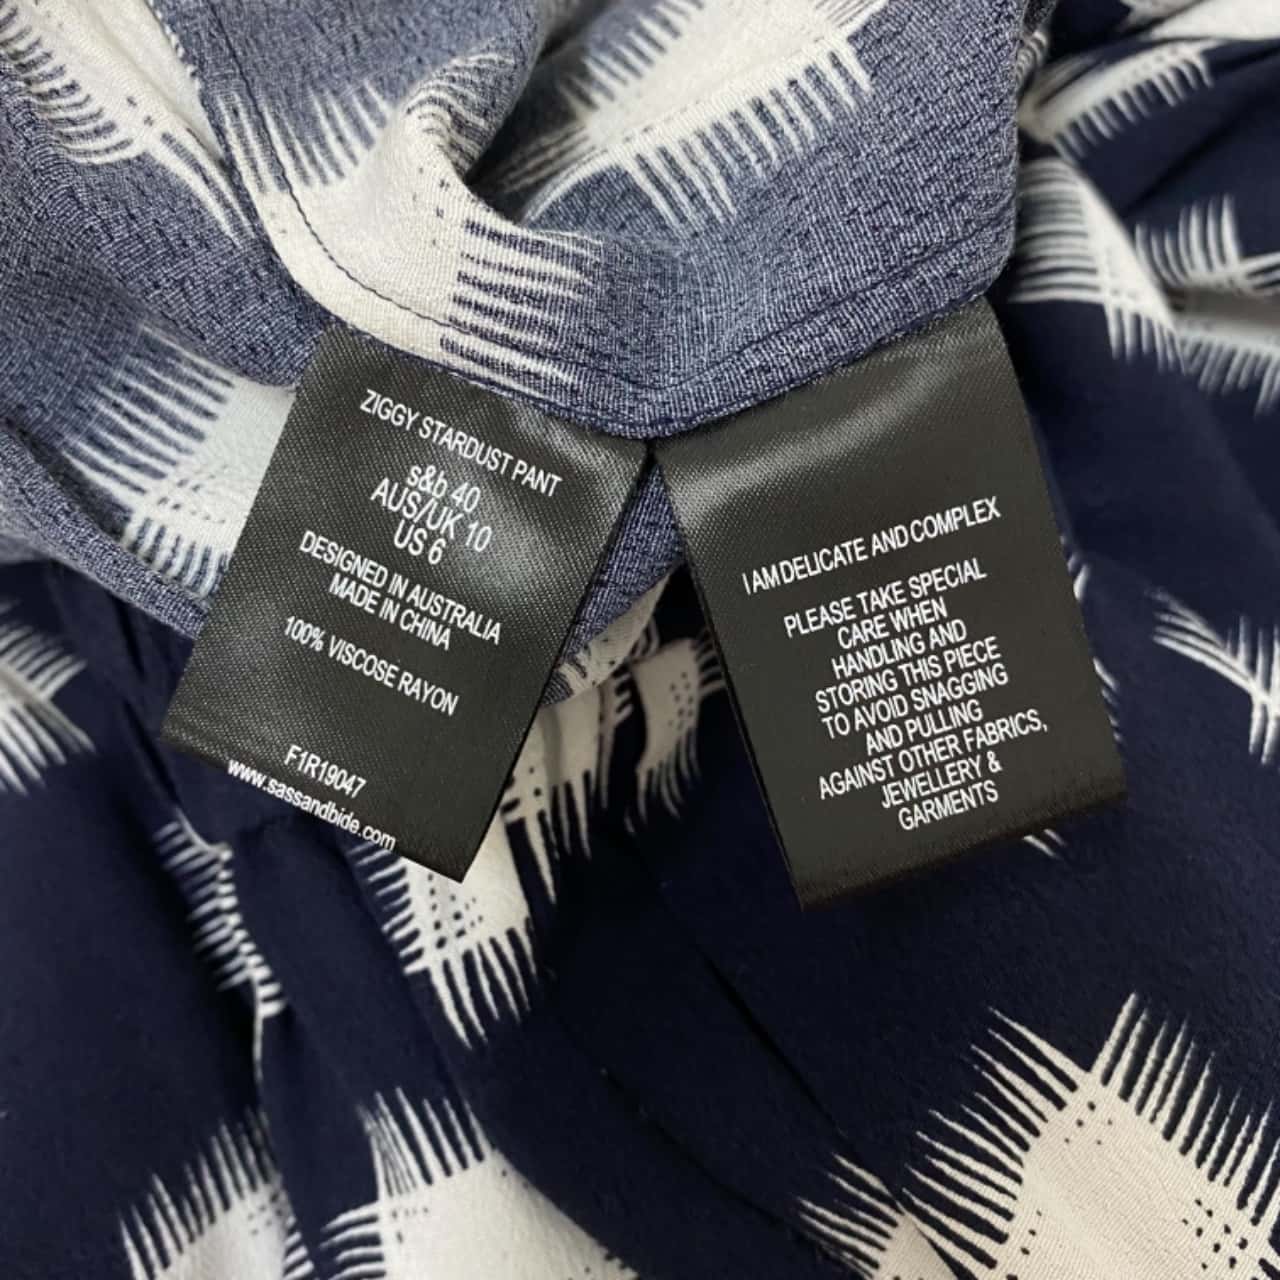 ZIGGY STARDUST PANT
s&b 40
AUS/UK 10
US 6
DESIGNED IN AUSTRALIA
MADE IN CHINA
100% VISCOSE RAYON
F1R19047
www.sassandbide.com
I AM DELICATE AND COMPLEX
PLEASE TAKE SPECIAL
CARE WHEN
HANDLING AND
STORING THIS PIECE
TO AVOID SNAGGING
AND PULLING
AGAINST OTHER FABRICS,
JEWELLERY &
GARMENTS